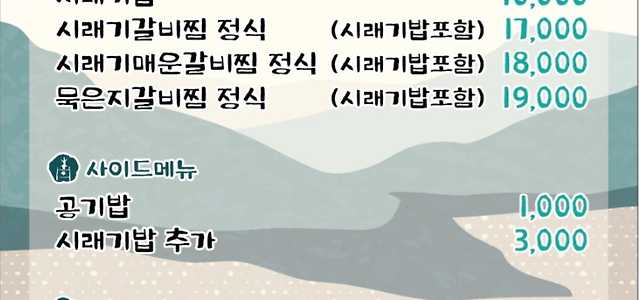 시래기갈비찜 정식 (시래기밥포함) 17,000
시래기매운갈비찜 정식 (시래기밥포함) 18,000
묵은지갈비찜 정식 (시래기밥포함) 19,000
사이드메뉴
공기밥 1,000
시래기밥 추가 3,000